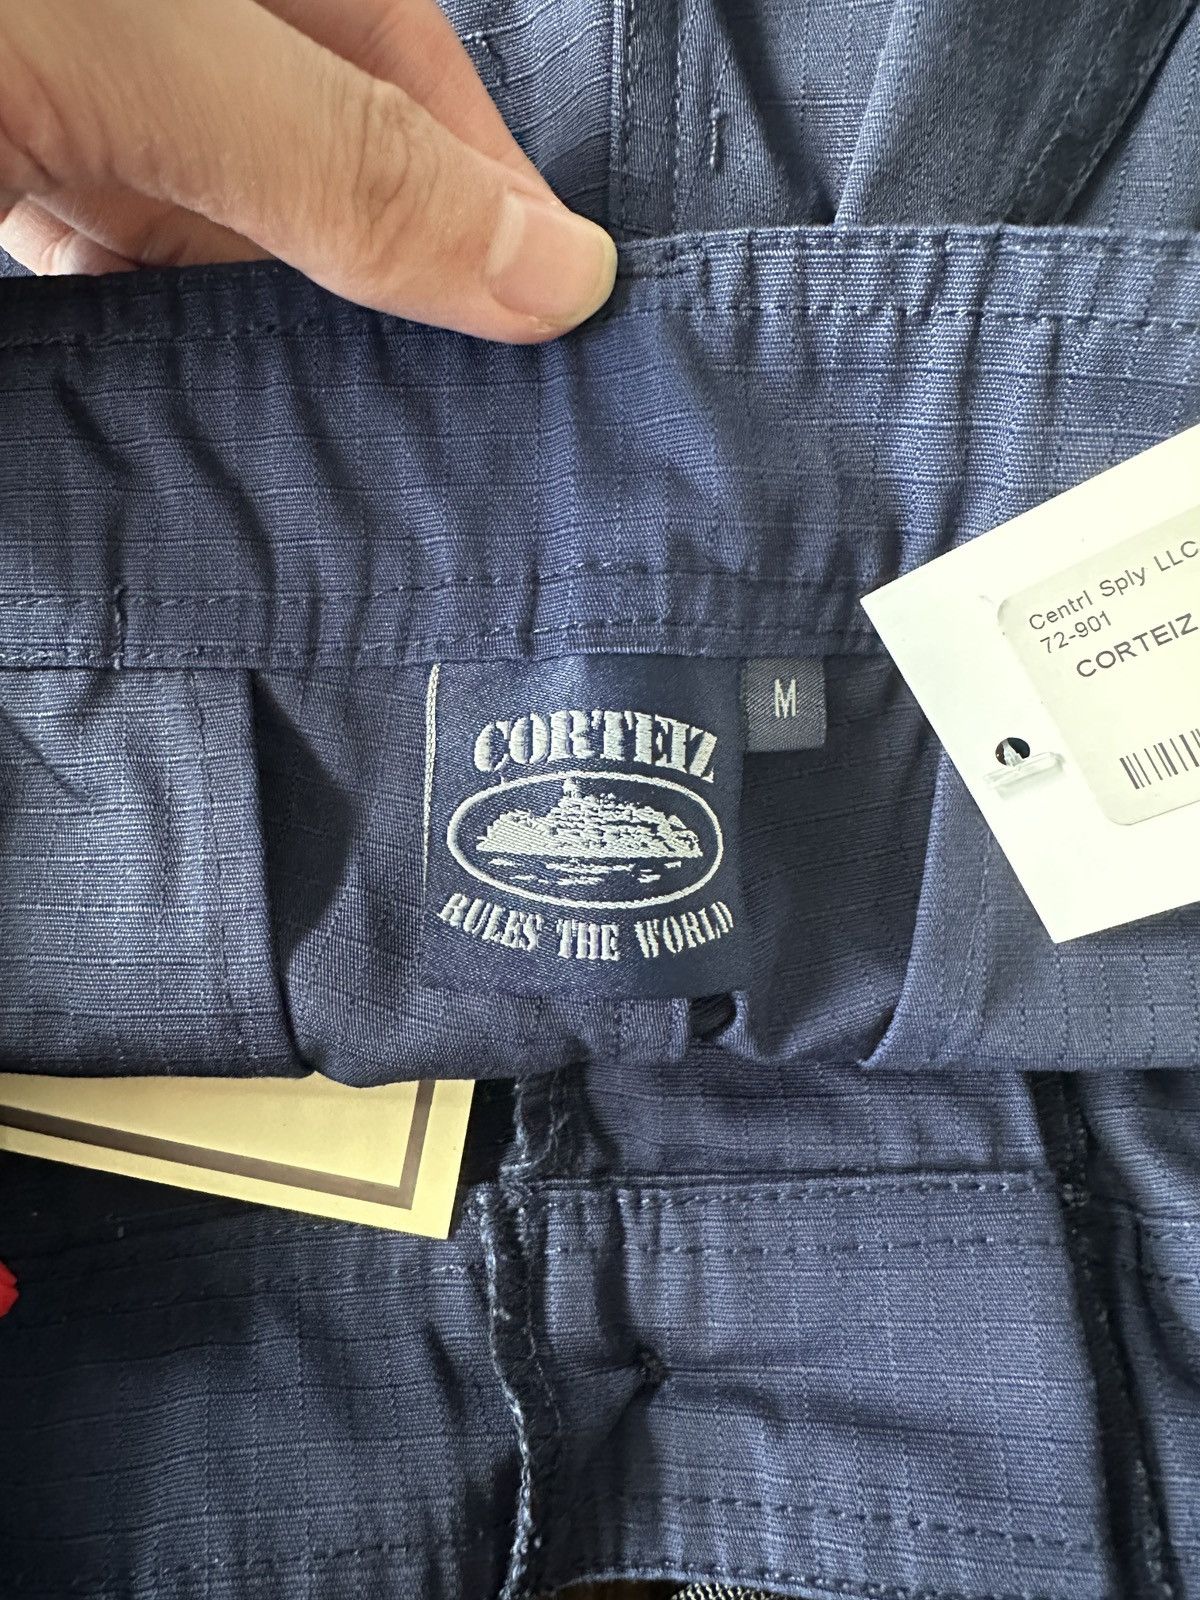 CORTEIZ
RULES THE WORLD
M
Centrl Sply LLC
72-901
CORTEIZ